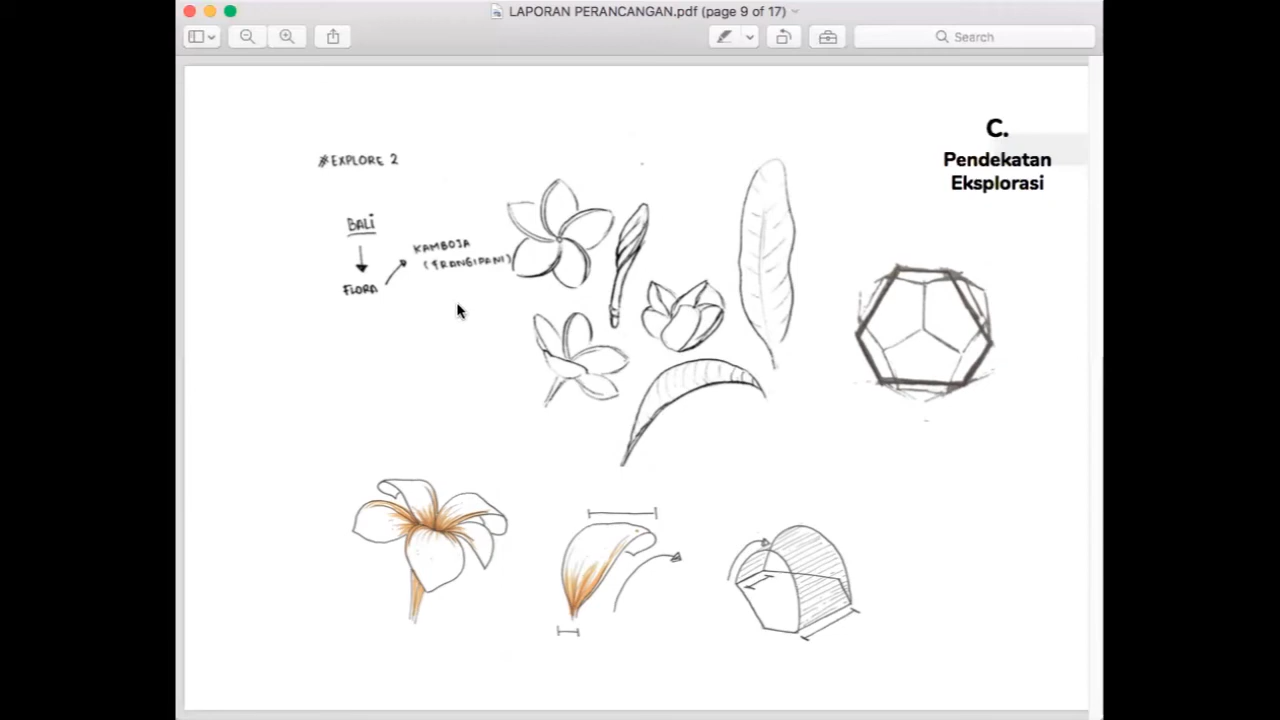 LAPORAN PERANCANGAN.pdf (page 9 of 17)
Search
C.
Pendekatan
Eksplorasi
#EXPLORE 2
BALI
KAMBOJA
(FRANGIPANI)
FLORA